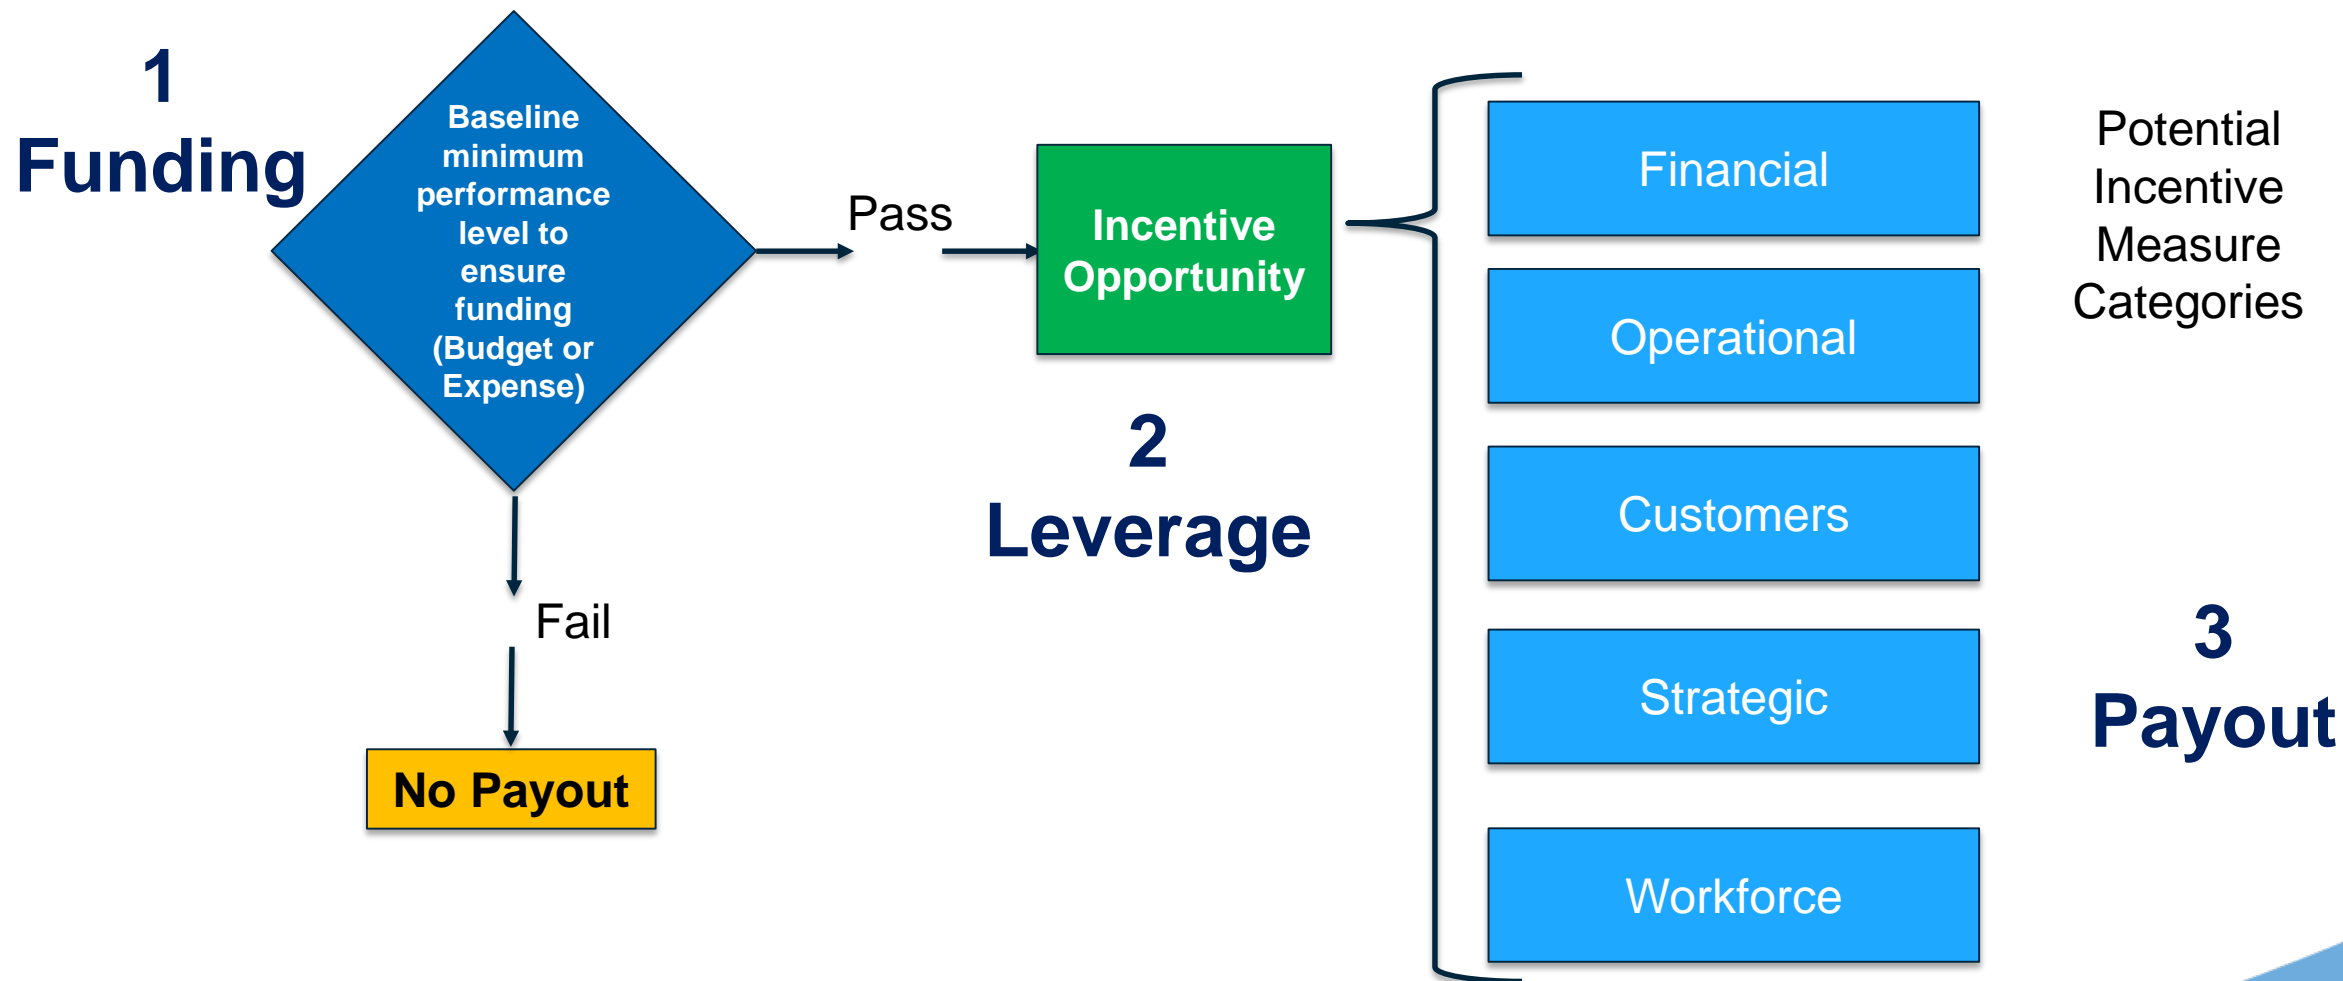 1
Funding
Baseline
minimum
performance
level to
ensure
funding
(Budget or
Expense)
Pass
Fail
No Payout
Incentive
Opportunity
2
Leverage
Financial
Operational
Customers
Strategic
Workforce
Potential
Incentive
Measure
Categories
3
Payout